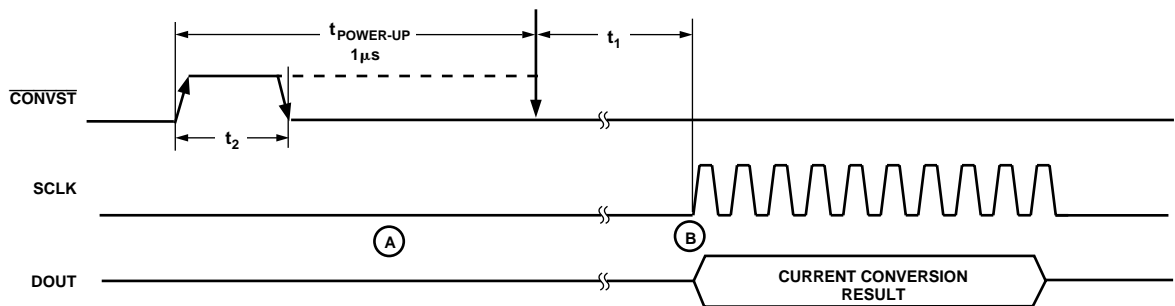 tPOWER-UP
1µs
t1
CONVST
t2
SCLK
A
B
DOUT
CURRENT CONVERSION
RESULT